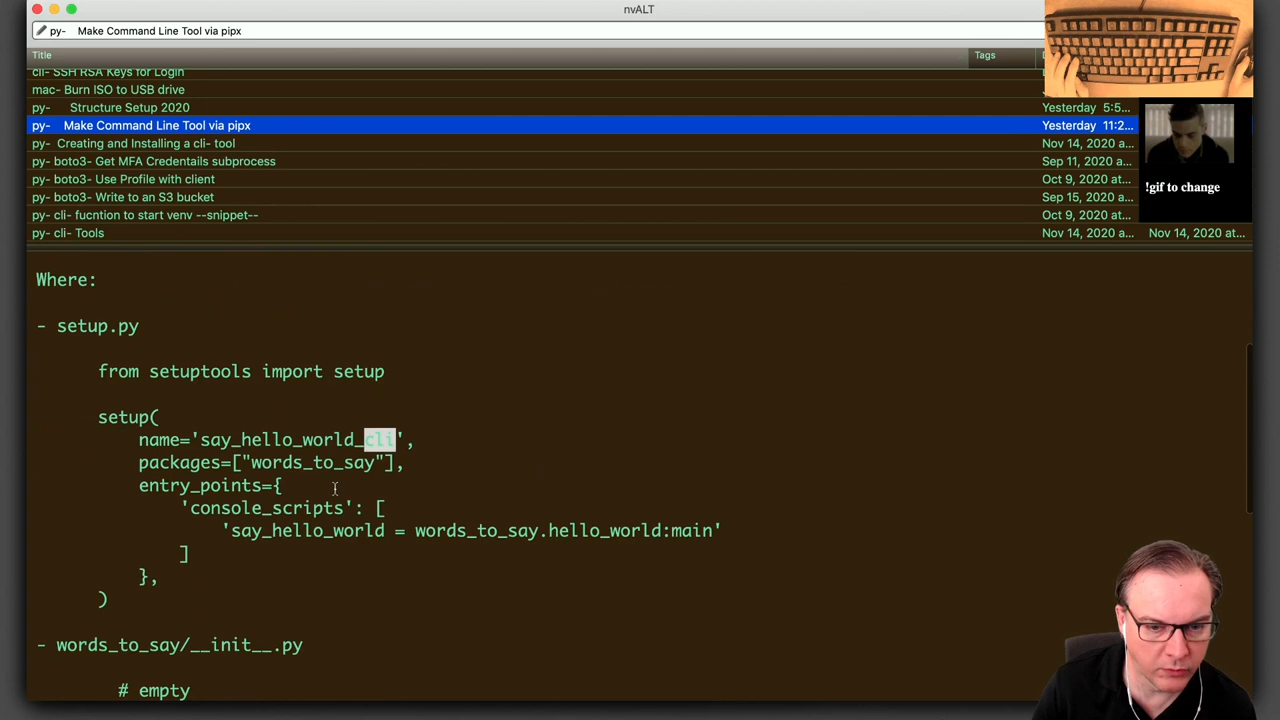 nvALT
py-   Make Command Line Tool via pipx
Title
Tags
cli- SSH RSA Keys for Login
mac- Burn ISO to USB drive
py-     Structure Setup 2020
Yesterday  5:5...
py-   Make Command Line Tool via pipx
Yesterday  11:2...
py-  Creating and Installing a cli- tool
Nov 14, 2020 a...
py- boto3- Get MFA Credentails subprocess
Sep 11, 2020 a...
py- boto3- Use Profile with client
Oct 9, 2020 at...
py- boto3- Write to an S3 bucket
Sep 15, 2020 a...
py- cli- fucntion to start venv --snippet--
Oct 9, 2020 at...
py- cli- Tools
Nov 14, 2020 a...
Nov 14, 2020 at...
!gif to change
Where:
- setup.py
from setuptools import setup
setup(
name='say_hello_world_cli',
packages=["words_to_say"],
entry_points={
'console_scripts': [
'say_hello_world = words_to_say.hello_world:main'
]
},
)
- words_to_say/__init__.py
# empty